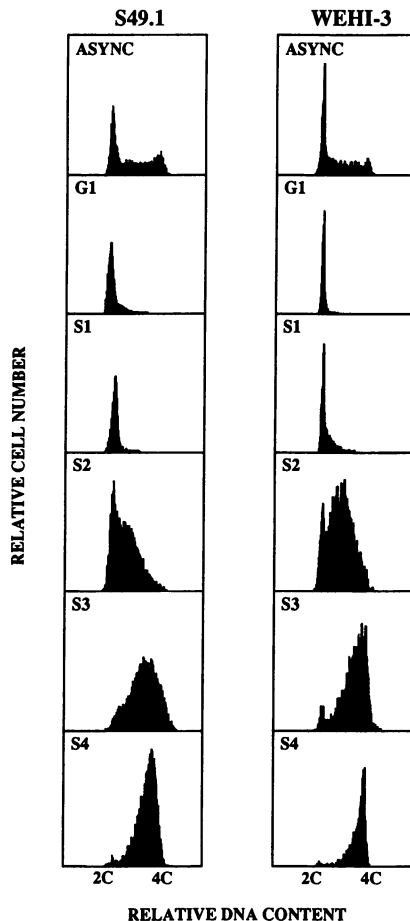 S49.1
WEHI-3
ASYNC
ASYNC
G1
G1
S1
S1
RELATIVE CELL NUMBER
S2
S2
S3
S3
S4
S4
2C 4C
2C 4C
RELATIVE DNA CONTENT